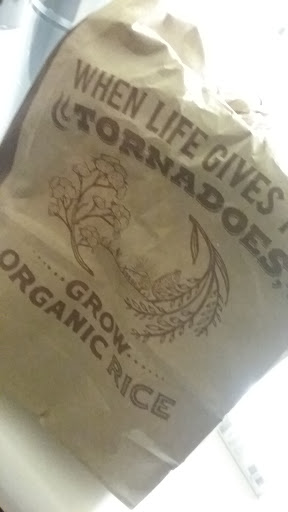 WHEN LIFE GIVES
TORNADOES,
GROW
ORGANIC RICE